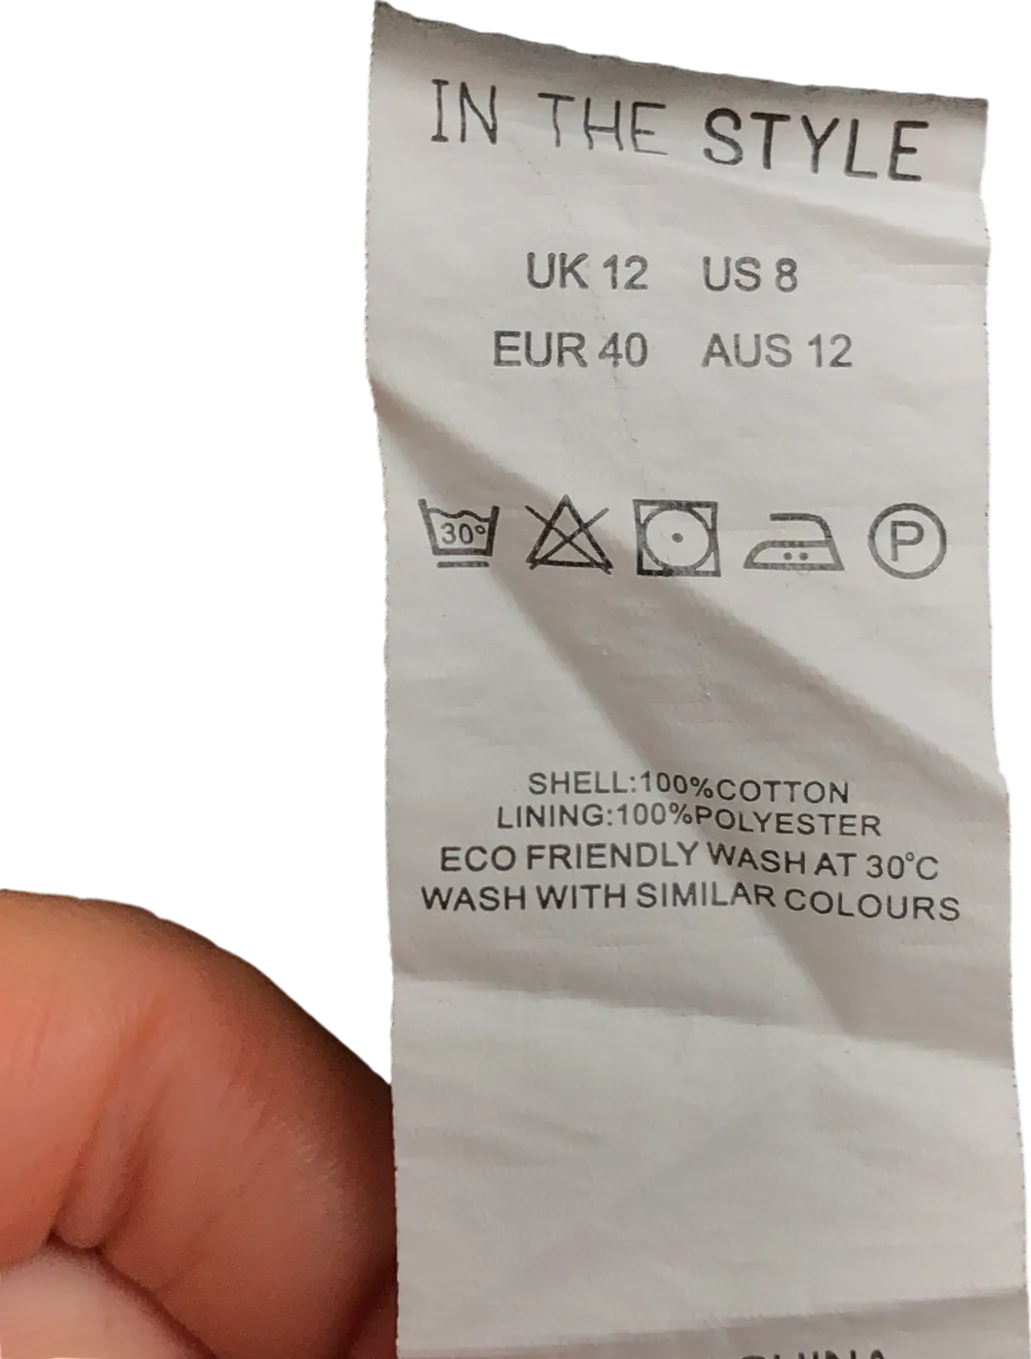 IN THE STYLE
UK 12 US 8
EUR 40 AUS 12
30°
P
SHELL:100%COTTON
LINING:100%POLYESTER
ECO FRIENDLY WASH AT 30°C
WASH WITH SIMILAR COLOURS